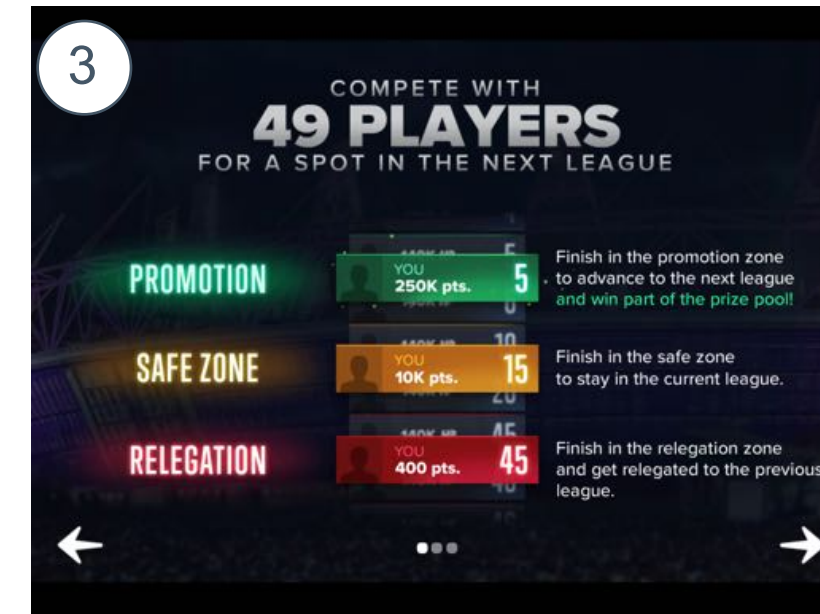 3
COMPETE WITH
49 PLAYERS
FOR A SPOT IN THE NEXT LEAGUE
PROMOTION
YOU
250K pts.
5
Finish in the promotion zone
to advance to the next league
and win part of the prize pool!
SAFE ZONE
10
YOU
10K pts.
15
20
Finish in the safe zone
to stay in the current league.
RELEGATION
YOU
400 pts.
45
Finish in the relegation zone
and get relegated to the previous
league.